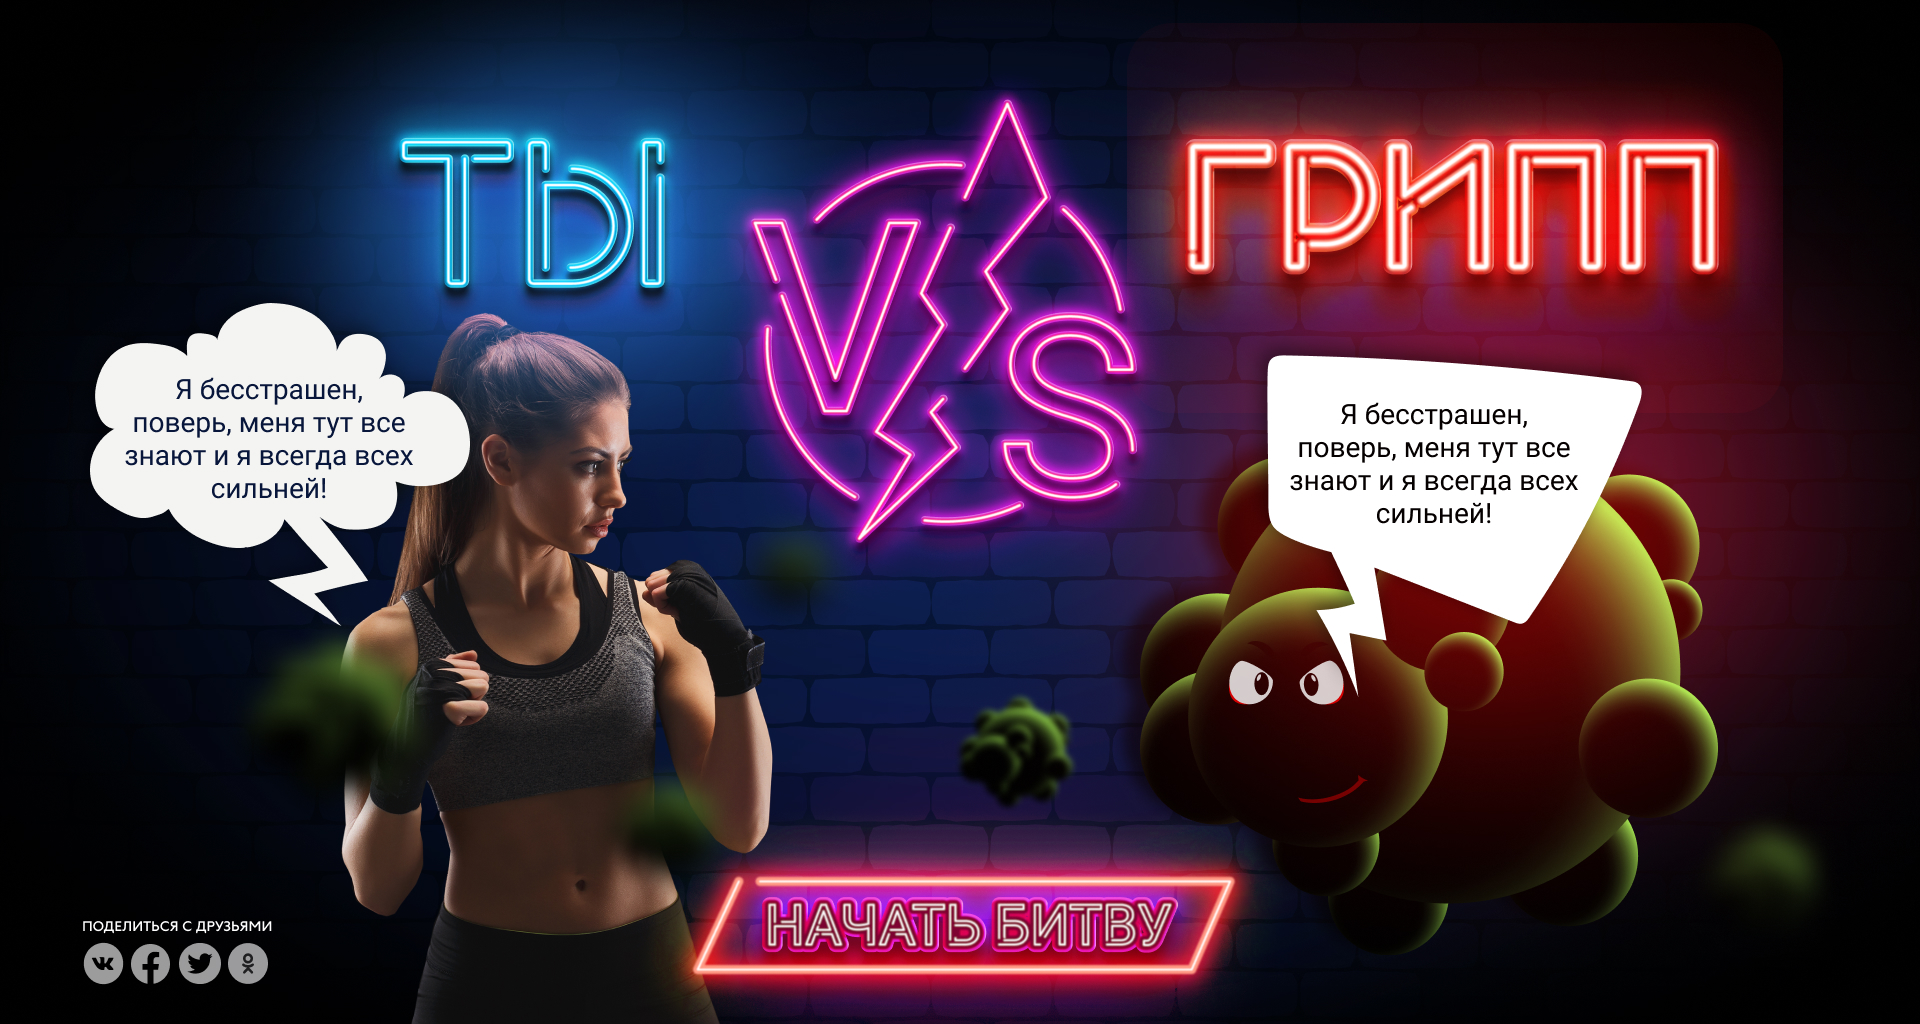 ТЫ
VS
ГРИПП
Я бесстрашен,
поверь, меня тут все
знают и я всегда всех
сильней!
Я бесстрашен,
поверь, меня тут все
знают и я всегда всех
сильней!
НАЧАТЬ БИТВУ
ПОДЕЛИТЬСЯ С ДРУЗЬЯМИ